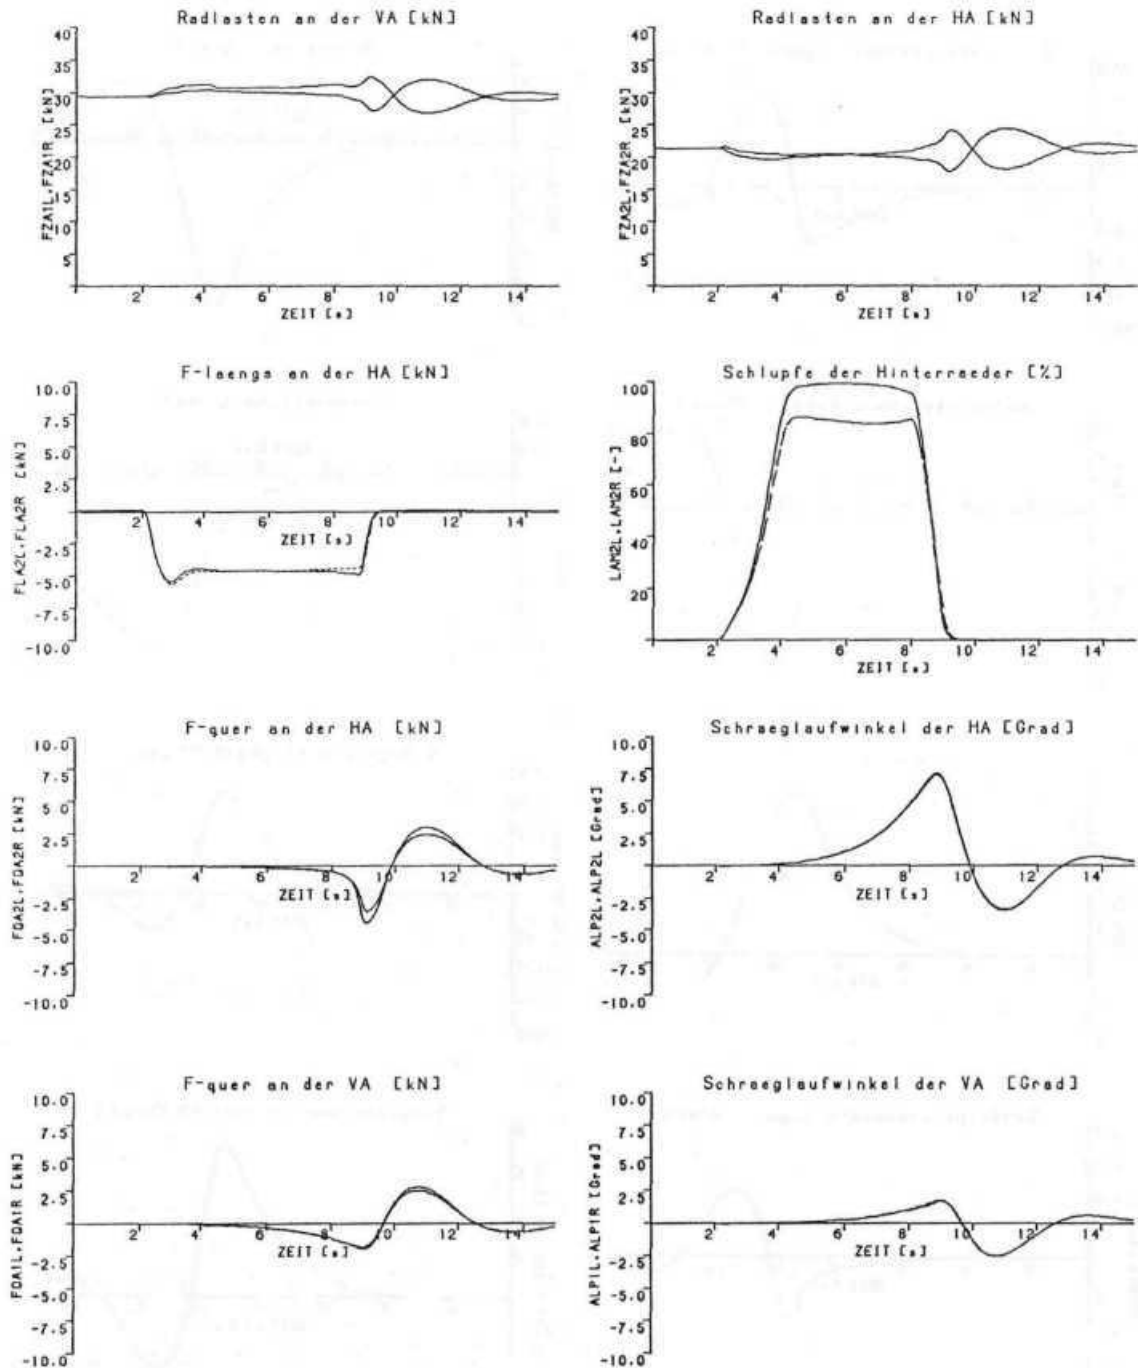 Radlasten an der VA [kN]
40
35
30
25
20
15
10
5
FZA1L,FZA1R [kN]
2 4 6 8 10 12 14
ZEIT [s]
Radlasten an der HA [kN]
40
35
30
25
20
15
10
5
FZA2L,FZA2R [kN]
2 4 6 8 10 12 14
ZEIT [s]
F-laengs an der HA [kN]
10.0
7.5
5.0
2.5
-2.5
-5.0
-7.5
-10.0
FLA2L,FLA2R [kN]
2 4 6 8 10 12 14
ZEIT [s]
Schlupfe der Hinterraeder [%]
100
80
60
40
20
LAM2L,LAM2R [-]
2 4 6 8 10 12 14
ZEIT [s]
F-quer an der HA [kN]
10.0
7.5
5.0
2.5
-2.5
-5.0
-7.5
-10.0
FQA2L,FQA2R [kN]
2 4 6 8 10 12 14
ZEIT [s]
Schraeglaufwinkel der HA [Grad]
10.0
7.5
5.0
2.5
-2.5
-5.0
-7.5
-10.0
ALP2L,ALP2L [Grad]
2 4 6 8 10 12 14
ZEIT [s]
F-quer an der VA [kN]
10.0
7.5
5.0
2.5
-2.5
-5.0
-7.5
-10.0
FQA1L,FQA1R [kN]
2 4 6 8 10 12 14
ZEIT [s]
Schraeglaufwinkel der VA [Grad]
10.0
7.5
5.0
2.5
-2.5
-5.0
-7.5
-10.0
ALP1L,ALP1R [Grad]
2 4 6 8 10 12 14
ZEIT [s]